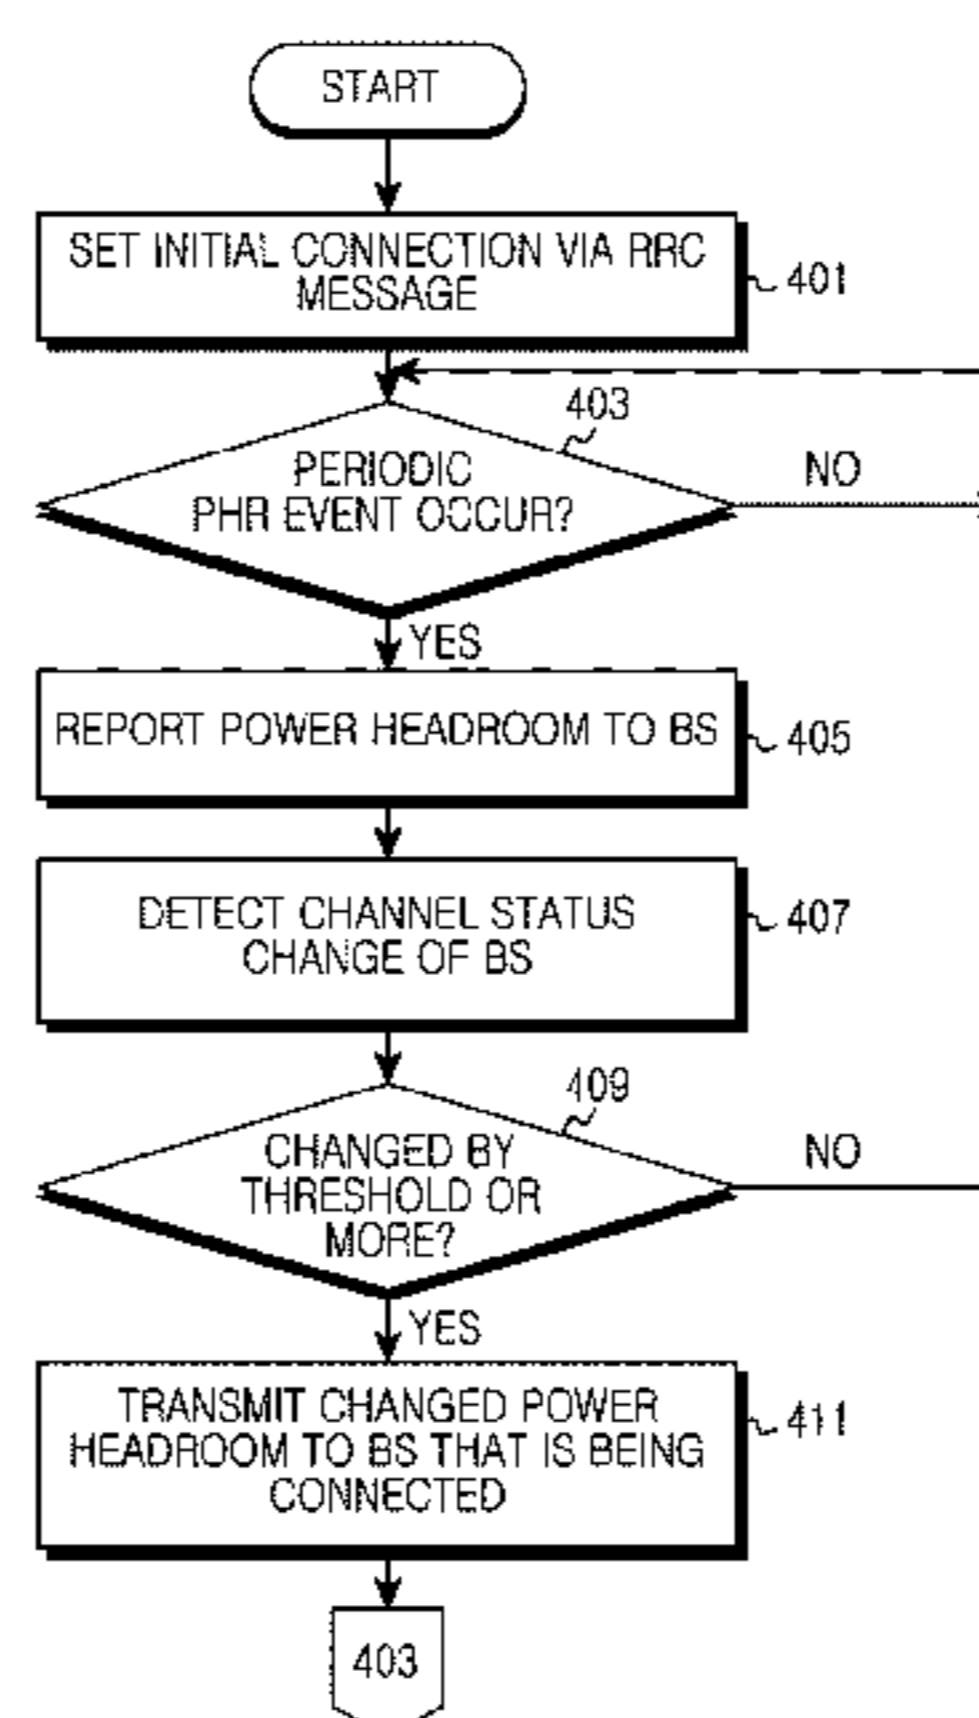 START
SET INITIAL CONNECTION VIA RRC
MESSAGE
401
403
PERIODIC
PHR EVENT OCCUR?
NO
YES
REPORT POWER HEADROOM TO BS
405
DETECT CHANNEL STATUS
CHANGE OF BS
407
409
CHANGED BY
THRESHOLD OR
MORE?
NO
YES
TRANSMIT CHANGED POWER
HEADROOM TO BS THAT IS BEING
CONNECTED
411
403